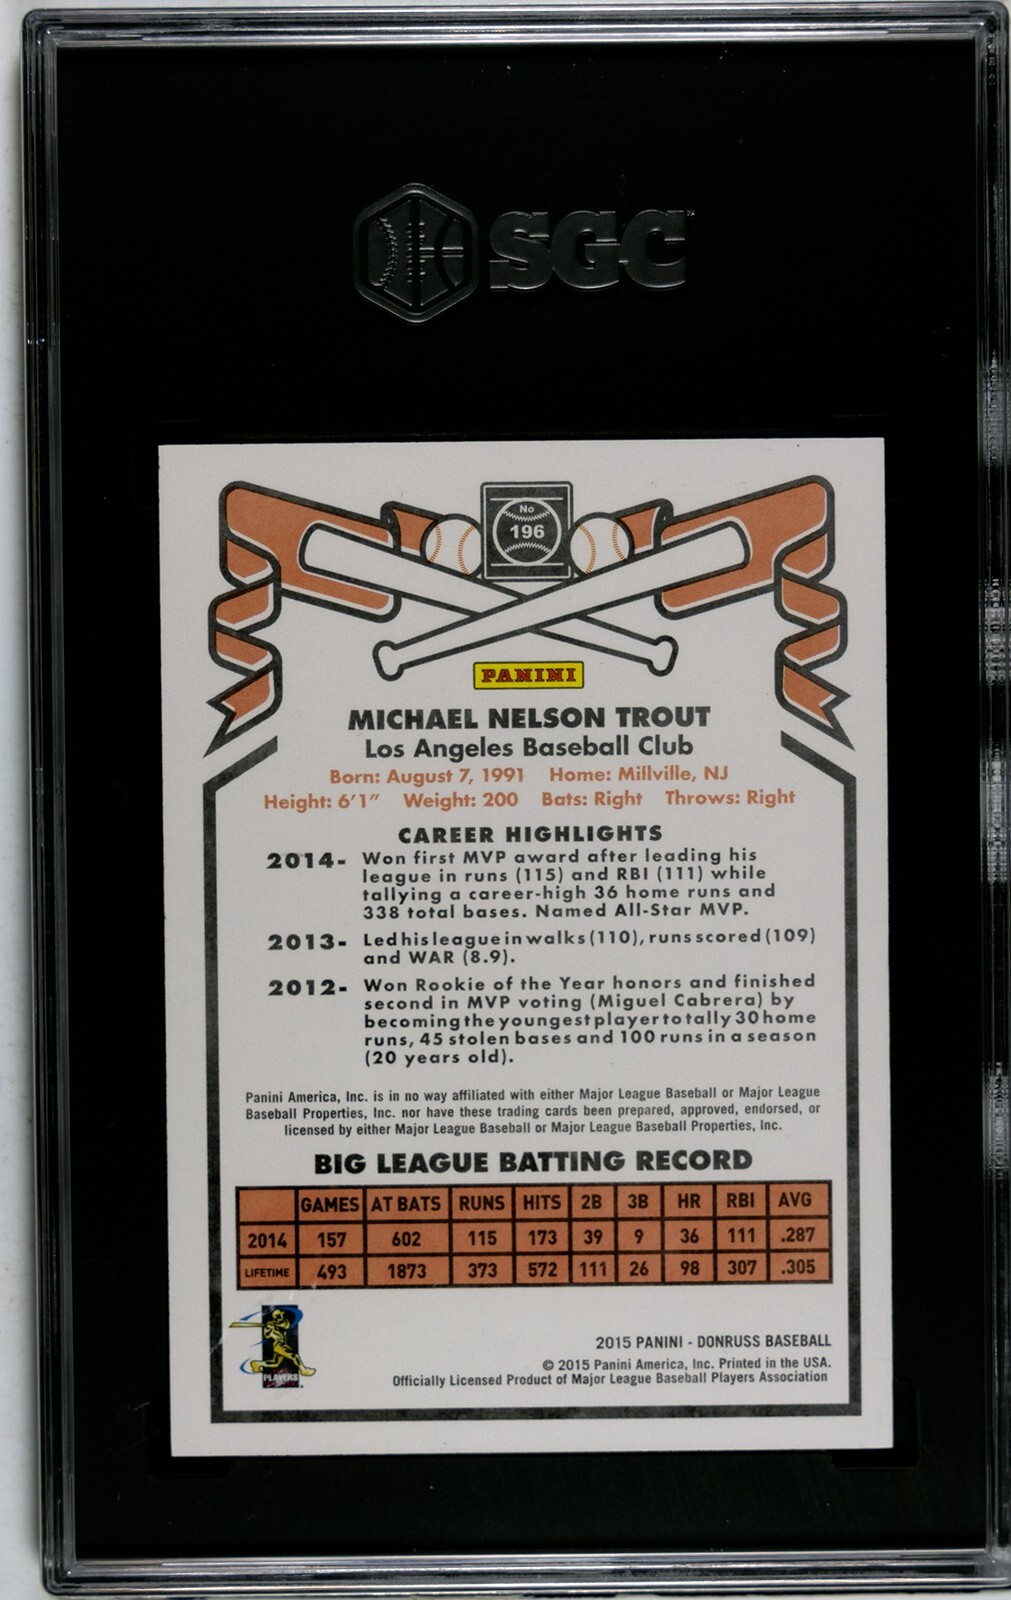 SGC
No
196
PANINI
MICHAEL NELSON TROUT
Los Angeles Baseball Club
Born: August 7, 1991 Home: Millville, NJ
Height: 6'1" Weight: 200 Bats: Right Throws: Right
CAREER HIGHLIGHTS
2014- Won first MVP award after leading his
league in runs (115) and RBI (111) while
tallying a career-high 36 home runs and
338 total bases. Named All-Star MVP.
2013- Led his league in walks (110), runs scored (109)
and WAR (8.9).
2012- Won Rookie of the Year honors and finished
second in MVP voting (Miguel Cabrera) by
becoming the youngest player to tally 30 home
runs, 45 stolen bases and 100 runs in a season
(20 years old).
Panini America, Inc. is in no way affiliated with either Major League Baseball or Major League
Baseball Properties, Inc. nor have these trading cards been prepared, approved, endorsed, or
licensed by either Major League Baseball or Major League Baseball Properties, Inc.
BIG LEAGUE BATTING RECORD
GAMES AT BATS RUNS HITS 2B 3B HR RBI AVG
2014 157 602 115 173 39 9 36 111 .287
LIFETIME 493 1873 373 572 111 26 98 307 .305
PLAYERS
2015 PANINI - DONRUSS BASEBALL
© 2015 Panini America, Inc. Printed in the USA.
Officially Licensed Product of Major League Baseball Players Association